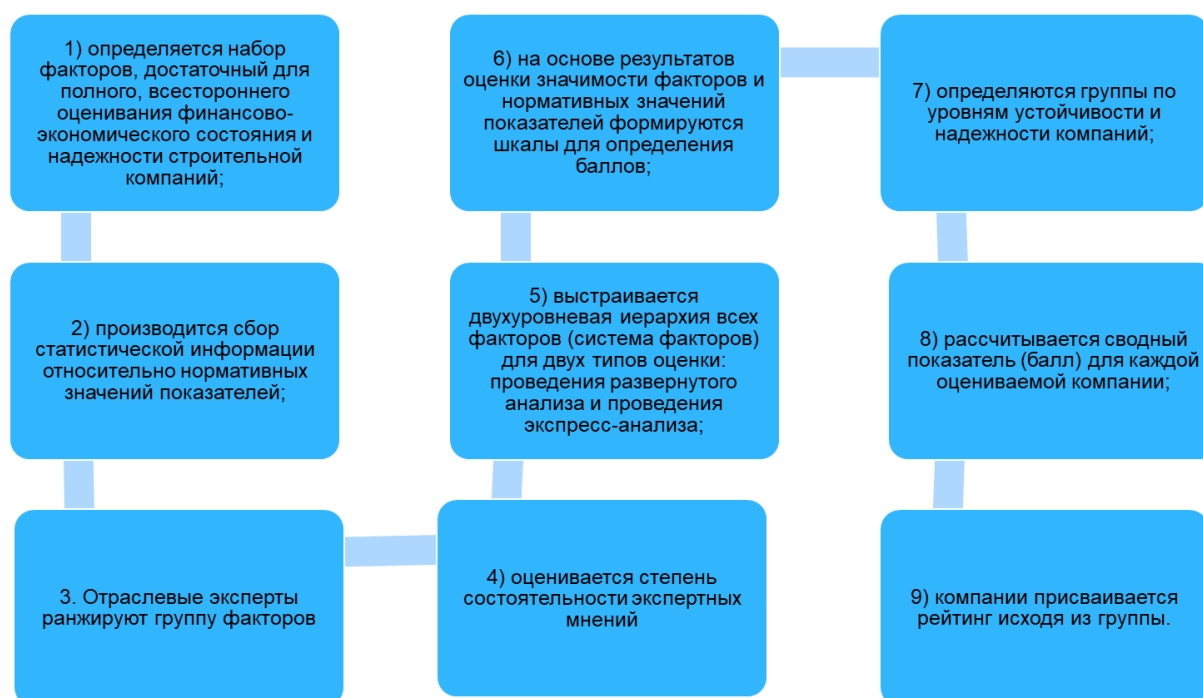 1) определяется набор
факторов, достаточный для
полного, всестороннего
оценивания финансово-
экономического состояния и
надежности строительной
компаний;
2) производится сбор
статистической информации
относительно нормативных
значений показателей;
3. Отраслевые эксперты
ранжируют группу факторов
4) оценивается степень
состоятельности экспертных
мнений
5) выстраивается
двухуровневая иерархия всех
факторов (система факторов)
для двух типов оценки:
проведения развернутого
анализа и проведения
экспресс-анализа;
6) на основе результатов
оценки значимости факторов и
нормативных значений
показателей формируются
шкалы для определения
баллов;
7) определяются группы по
уровням устойчивости и
надежности компаний;
8) рассчитывается сводный
показатель (балл) для каждой
оцениваемой компании;
9) компании присваивается
рейтинг исходя из группы.